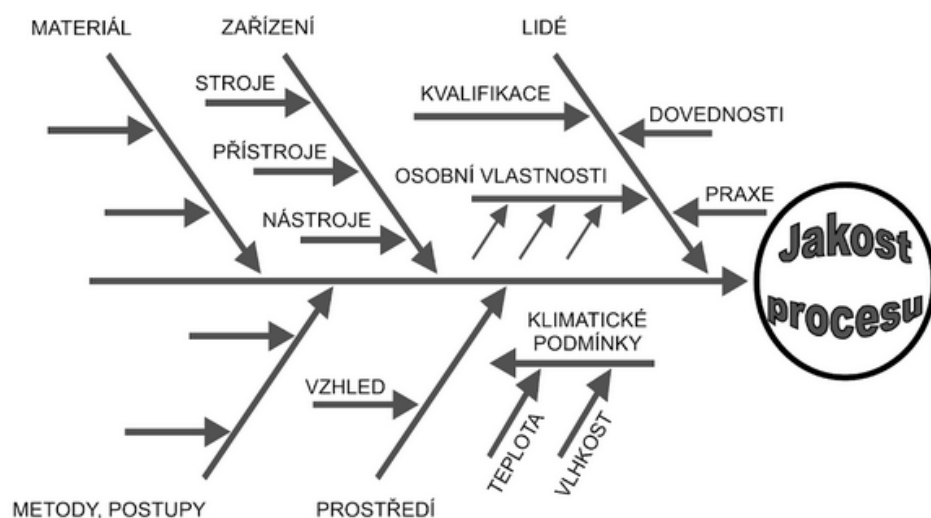 MATERIÁL
ZAŘÍZENÍ
LIDÉ
STROJE
KVALIFIKACE
DOVEDNOSTI
PŘÍSTROJE
OSOBNÍ VLASTNOSTI
PRAXE
NÁSTROJE
Jakost
procesu
KLIMATICKÉ
PODMÍNKY
VZHLED
TEPLOTA
VLHKOST
METODY, POSTUPY
PROSTŘEDÍ